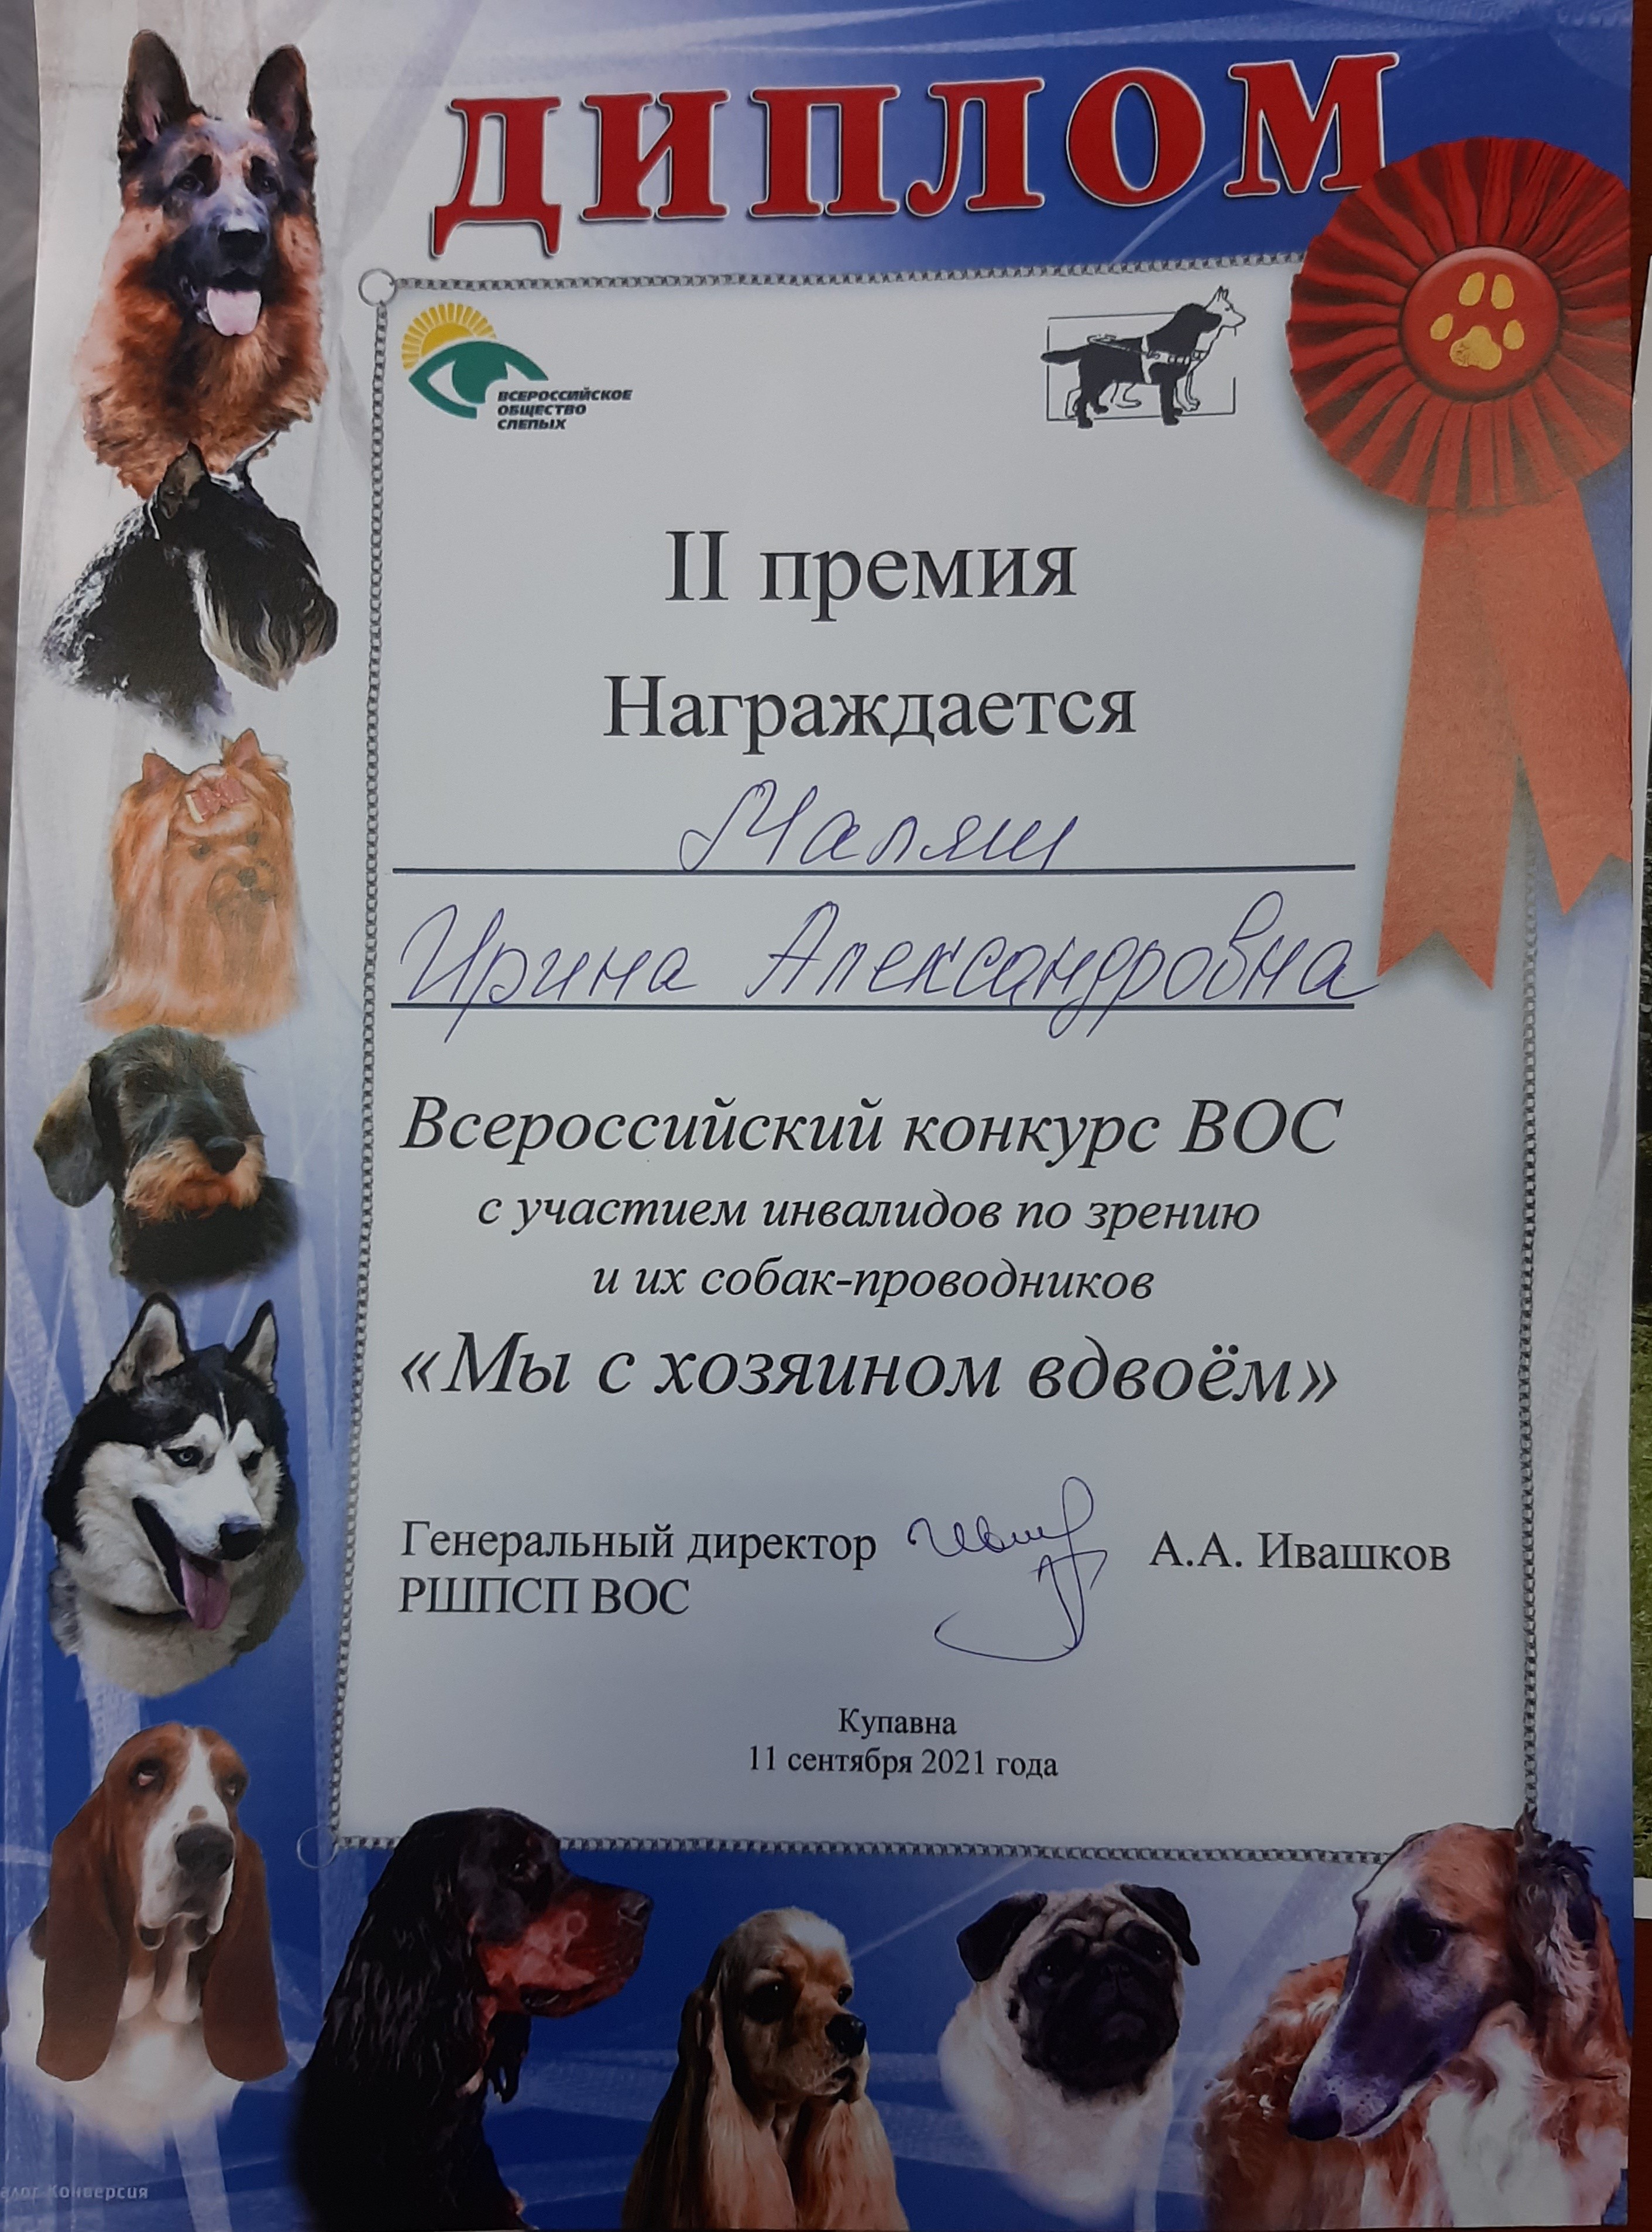 ДИПЛОМ
ВСЕРОССИЙСКОЕ
ОБЩЕСТВО
СЛЕПЫХ
II премия
Награждается
Ирина Александровна
Всероссийский конкурс ВОС
с участием инвалидов по зрению
и их собак-проводников
«Мы с хозяином вдвоём»
Генеральный директор А.А. Ивашков
РШПСП ВОС
Купавна
11 сентября 2021 года
Конверсия